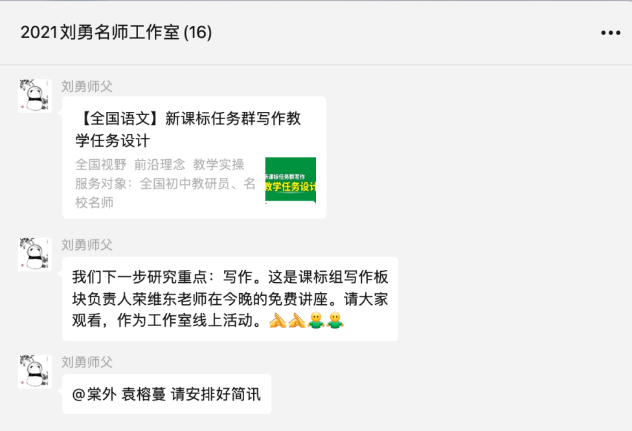 2021刘勇名师工作室(16)
刘勇师父
【全国语文】新课标任务群写作教
学任务设计
全国视野 前沿理念 教学实操
服务对象：全国初中教研员、名
校名师
新课标任务群写作
教学任务设计
刘勇师父
我们下一步研究重点：写作。这是课标组写作板
块负责人荣维东老师在今晚的免费讲座。请大家
观看，作为工作室线上活动。
刘勇师父
@棠外 袁榕蔓 请安排好简讯